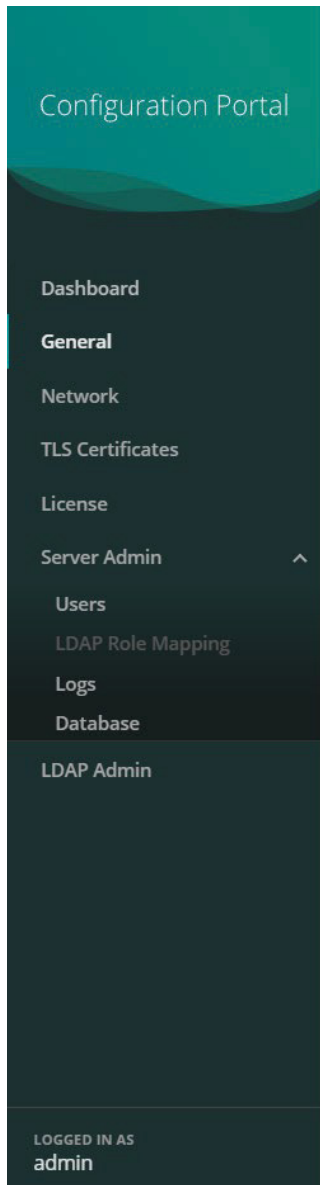 Configuration Portal
Dashboard
General
Network
TLS Certificates
License
Server Admin
Users
LDAP Role Mapping
Logs
Database
LDAP Admin
LOGGED IN AS
admin